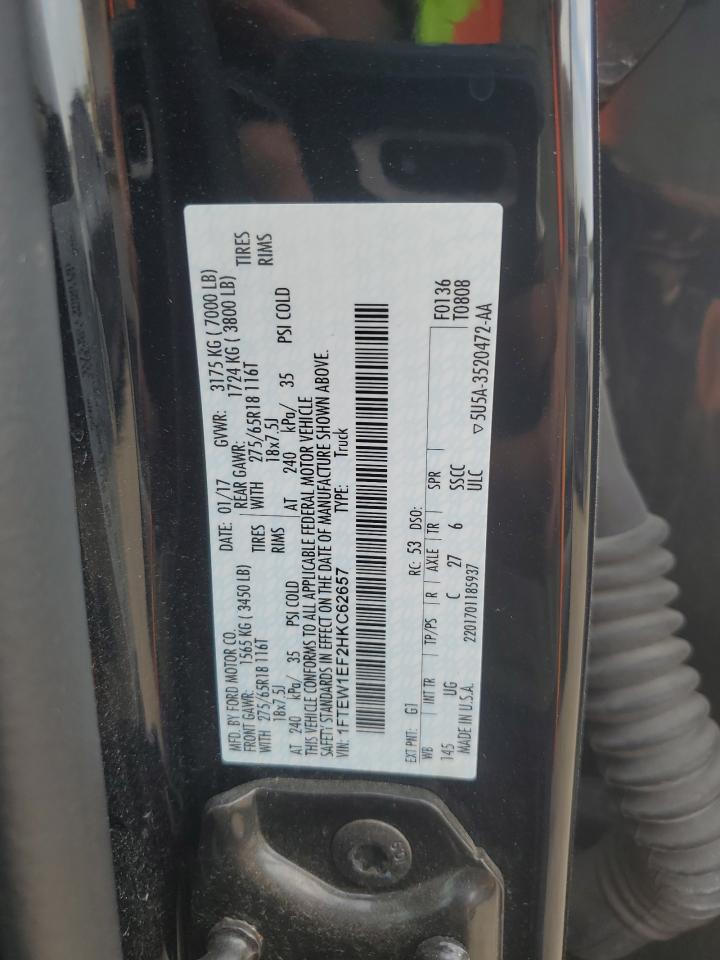 MFD. BY FORD MOTOR CO.
DATE: 01/17 GVWR: 3175 KG ( 7000 LB)
FRONT GAWR: 1565 KG ( 3450 LB) REAR GAWR: 1724 KG ( 3800 LB)
WITH 275/65R18 116T TIRES WITH 275/65R18 116T TIRES
18x7.5J RIMS 18x7.5J RIMS
AT 240 kPa/ 35 PSI COLD AT 240 kPa/ 35 PSI COLD
THIS VEHICLE CONFORMS TO ALL APPLICABLE FEDERAL MOTOR VEHICLE
SAFETY STANDARDS IN EFFECT ON THE DATE OF MANUFACTURE SHOWN ABOVE.
VIN: 1FTEW1EF2HKC62657 TYPE: Truck
F0136
T0808
EXT PNT: G1 RC: 53 DSO:
WB INT TR TP/PS R AXLE TR SPR
145 UG C 27 6 SSCC
ULC
MADE IN U.S.A. 2201701185937
▽5U5A-3520472-AA